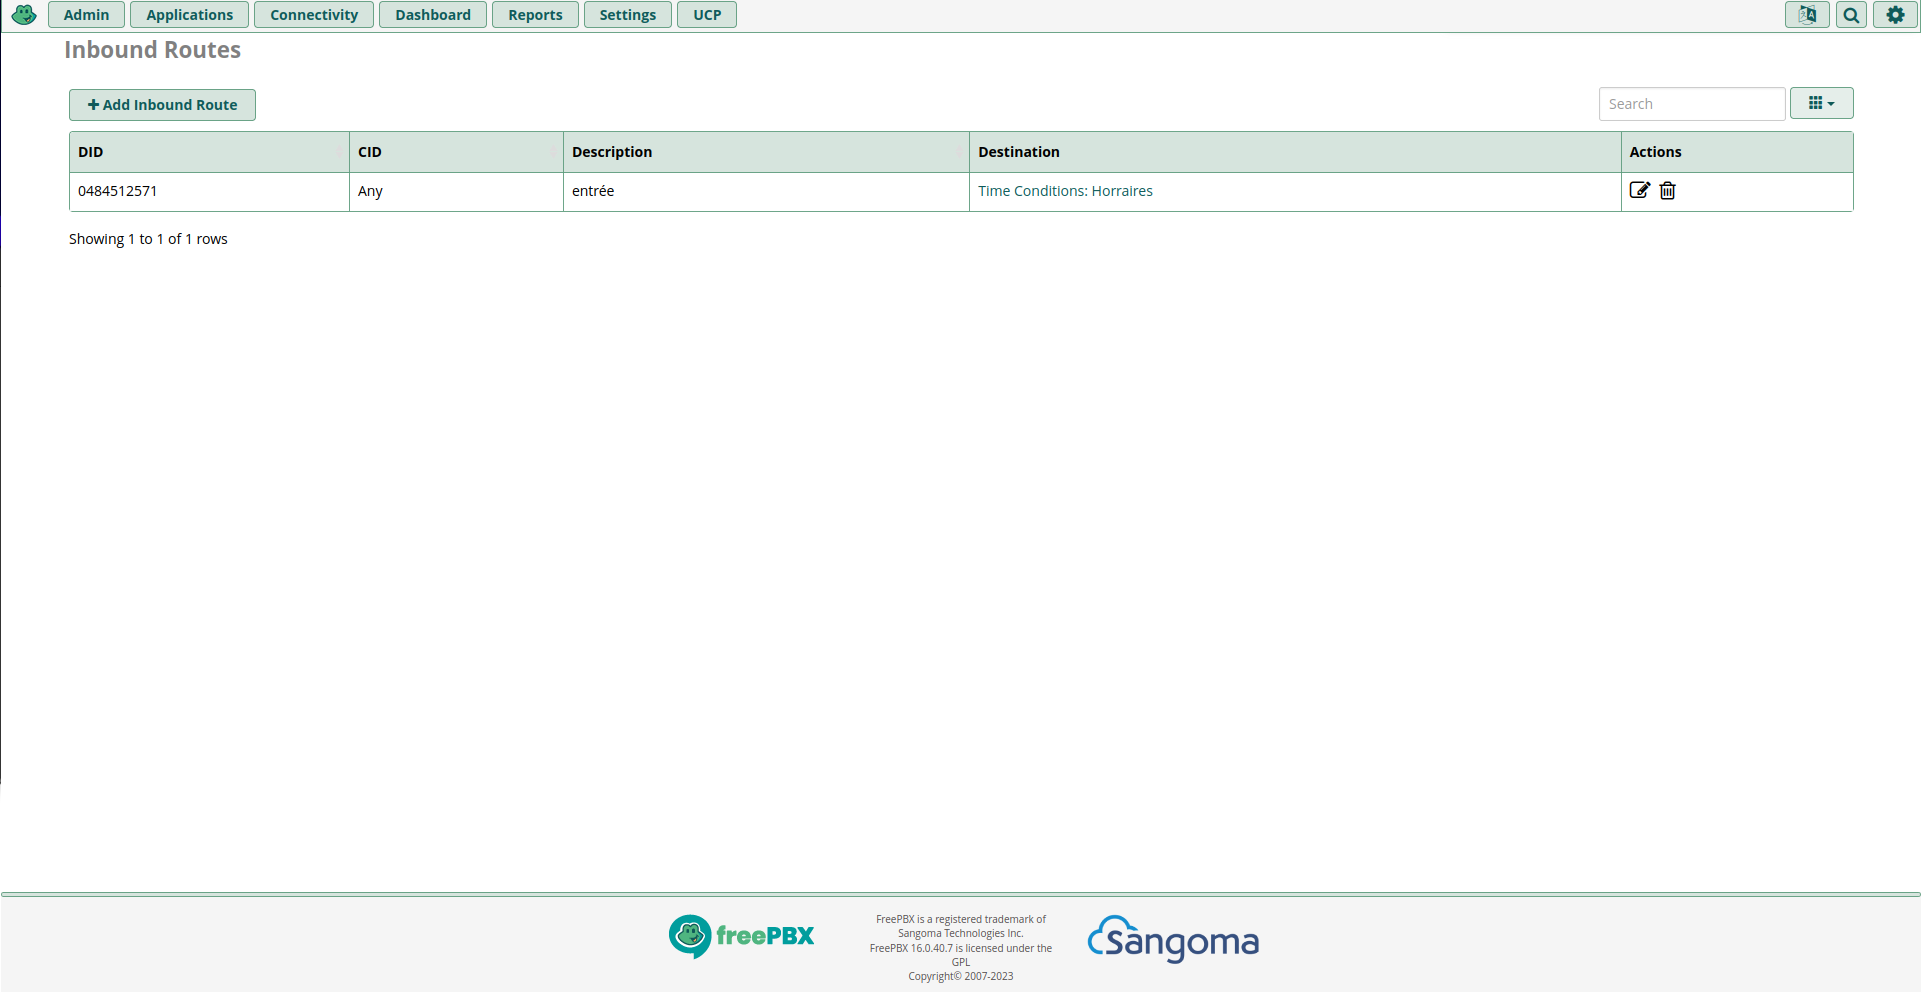 Admin Applications Connectivity Dashboard Reports Settings UCP
Inbound Routes
Add Inbound Route
Search
DID CID Description Destination Actions
0484512571 Any entrée Time Conditions: Horraires
Showing 1 to 1 of 1 rows
freePBX
FreePBX is a registered trademark of
Sangoma Technologies Inc.
FreePBX 16.0.40.7 is licensed under the
GPL
Copyright© 2007-2023
Sangoma